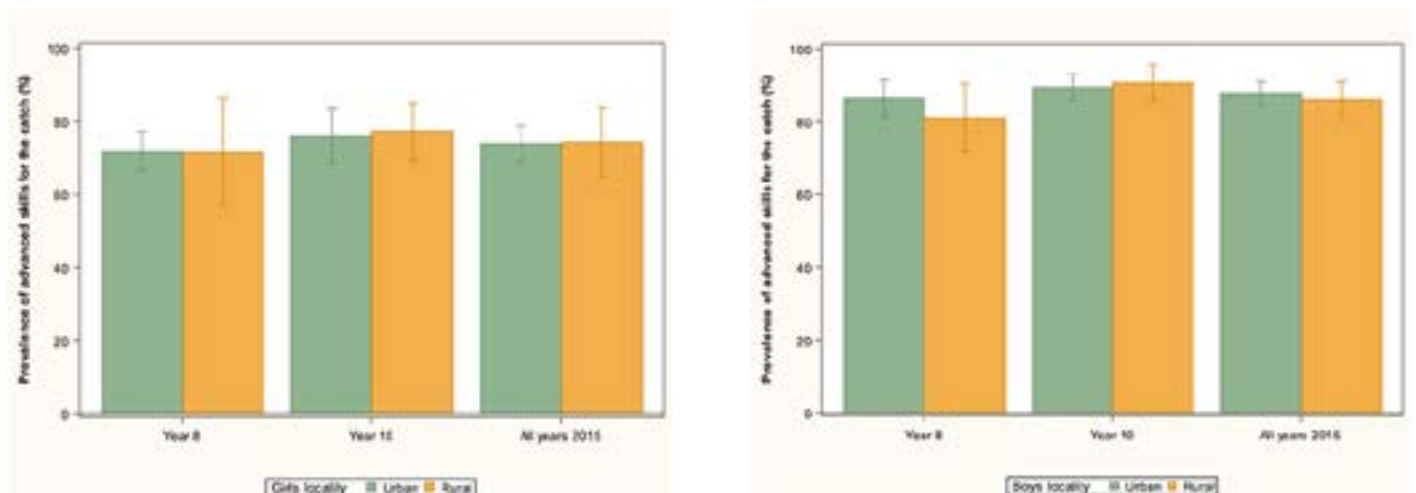 Prevalence of advanced skills for the catch (%)
100
80
60
40
20
0
Year 8
Year 10
All years 2015
Girls locality Urban Rural
Prevalence of advanced skills for the catch (%)
100
80
60
40
20
0
Year 8
Year 10
All years 2015
Boys locality Urban Rural